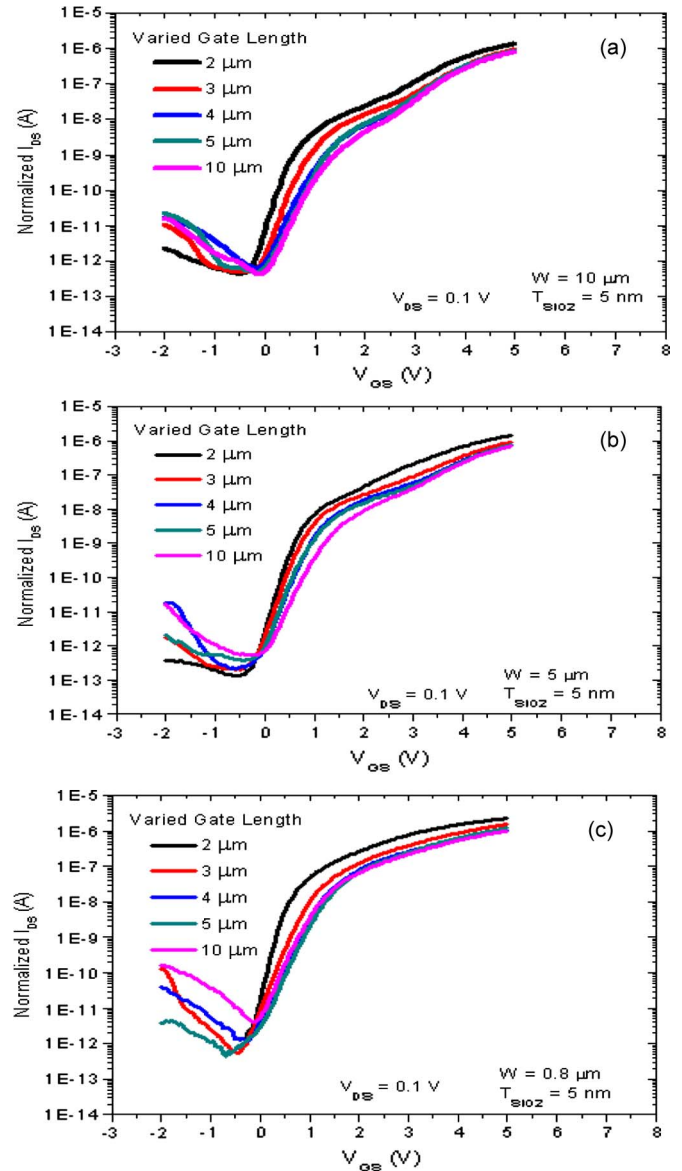 (a)
Varied Gate Length
2 µm
3 µm
4 µm
5 µm
10 µm
Normalized I_DS (A)
1E-5
1E-6
1E-7
1E-8
1E-9
1E-10
1E-11
1E-12
1E-13
1E-14
W = 10 µm
V_DS = 0.1 V
T_SIO2 = 5 nm
-3 -2 -1 0 1 2 3 4 5 6 7 8
V_GS (V)
(b)
Varied Gate Length
2 µm
3 µm
4 µm
5 µm
10 µm
Normalized I_DS (A)
1E-5
1E-6
1E-7
1E-8
1E-9
1E-10
1E-11
1E-12
1E-13
1E-14
W = 5 µm
V_DS = 0.1 V
T_SIO2 = 5 nm
-3 -2 -1 0 1 2 3 4 5 6 7 8
V_GS (V)
(c)
Varied Gate Length
2 µm
3 µm
4 µm
5 µm
10 µm
Normalized I_DS (A)
1E-5
1E-6
1E-7
1E-8
1E-9
1E-10
1E-11
1E-12
1E-13
1E-14
W = 0.8 µm
V_DS = 0.1 V
T_SIO2 = 5 nm
-3 -2 -1 0 1 2 3 4 5 6 7 8
V_GS (V)